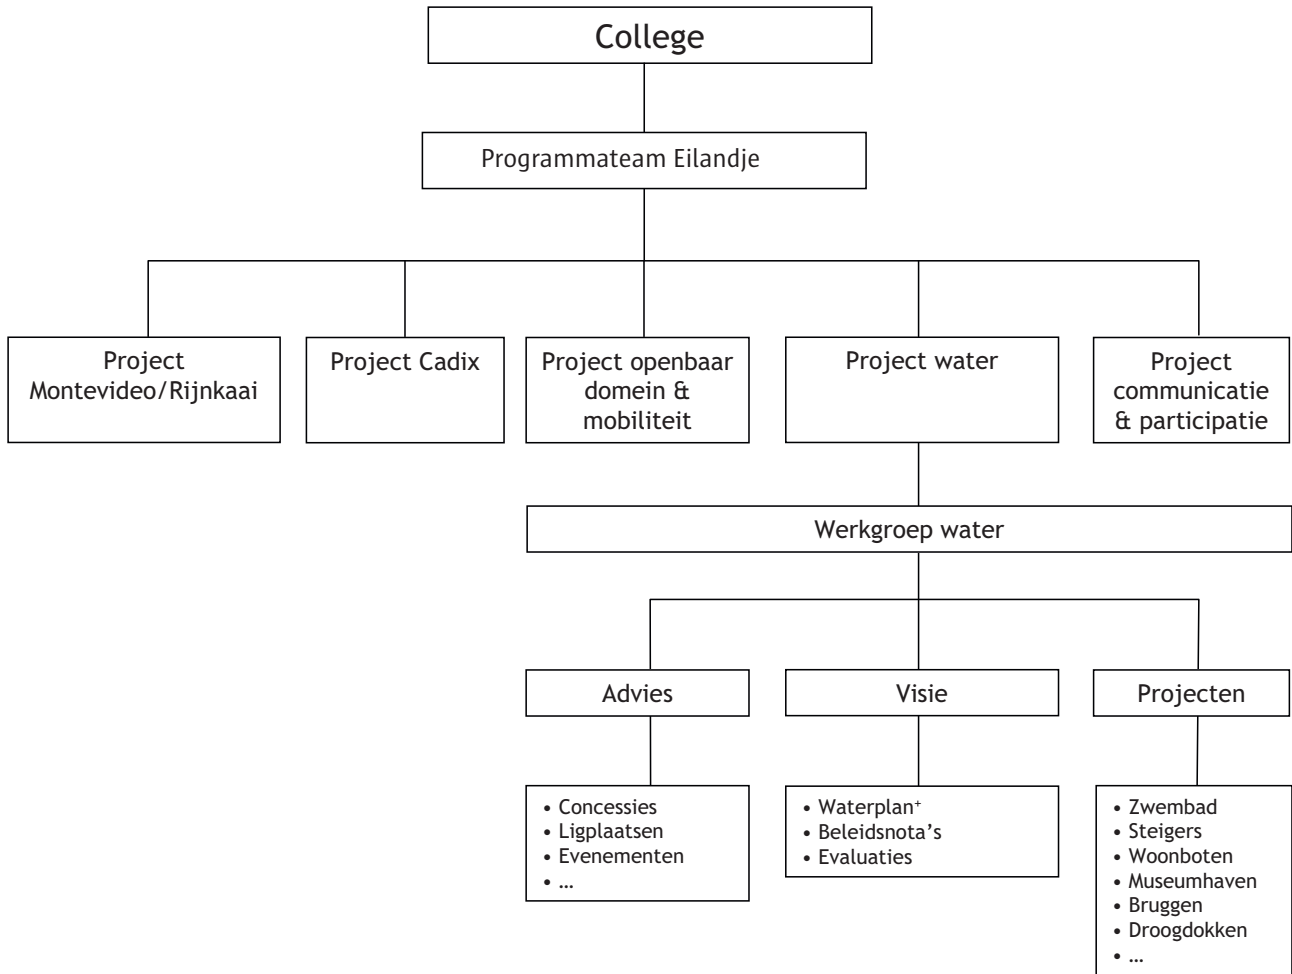 College
Programmateam Eilandje
Project
Montevideo/Rijnkaai
Project Cadix
Project openbaar
domein &
mobiliteit
Project water
Project
communicatie
& participatie
Werkgroep water
Advies
Visie
Projecten
• Concessies
• Ligplaatsen
• Evenementen
• …
• Waterplan⁺
• Beleidsnota’s
• Evaluaties
• Zwembad
• Steigers
• Woonboten
• Museumhaven
• Bruggen
• Droogdokken
• …